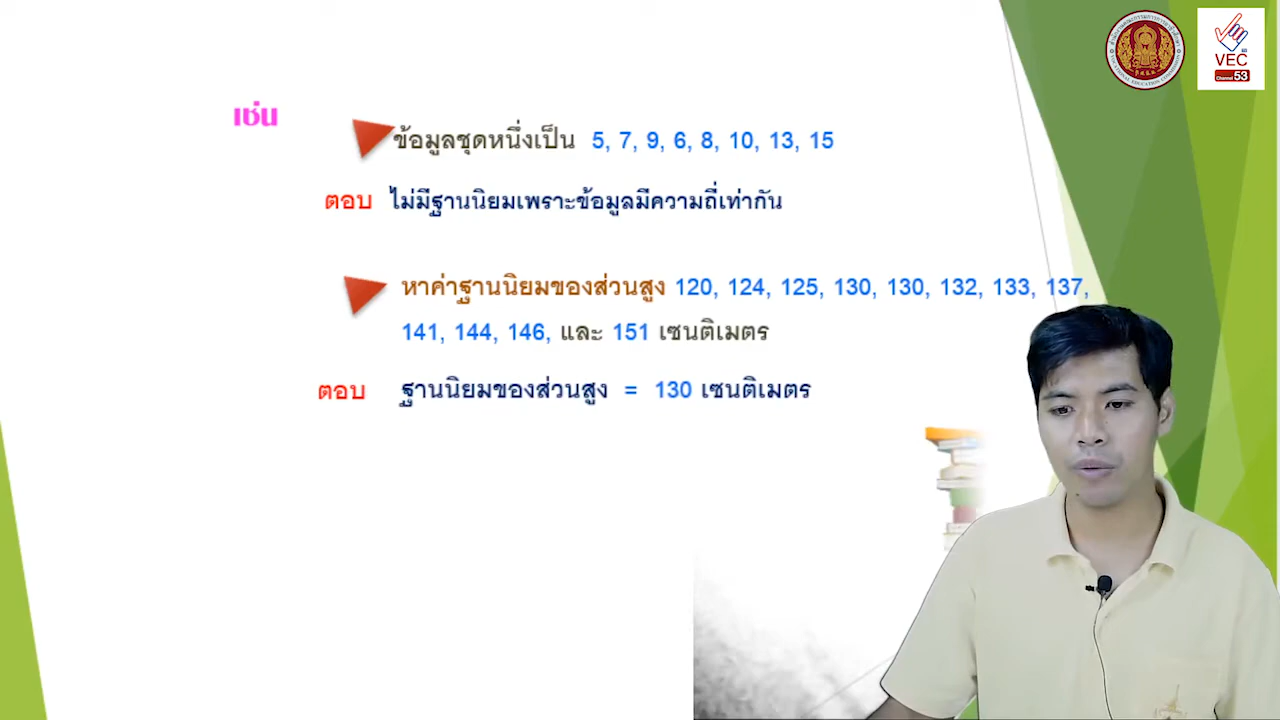 เช่น
ข้อมูลชุดหนึ่งเป็น 5, 7, 9, 6, 8, 10, 13, 15
ตอบ ไม่มีฐานนิยมเพราะข้อมูลมีความถี่เท่ากัน
หาค่าฐานนิยมของส่วนสูง 120, 124, 125, 130, 130, 132, 133, 137,
141, 144, 146, และ 151 เซนติเมตร
ตอบ ฐานนิยมของส่วนสูง = 130 เซนติเมตร
VEC
Channel 53
VOCATIONAL EDUCATION COMMISSION